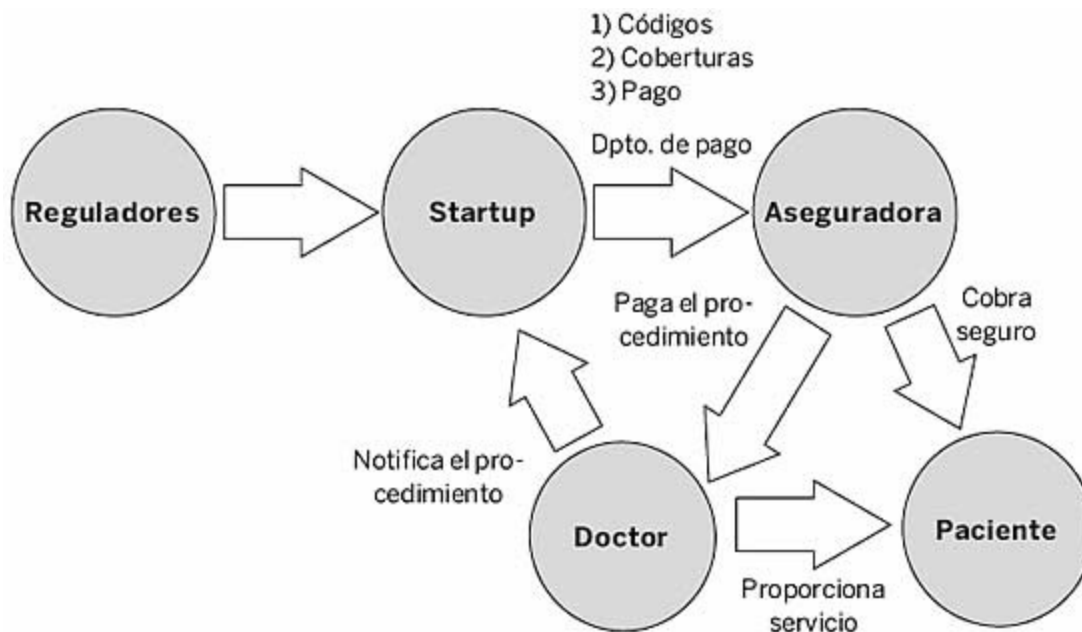 1) Códigos
2) Coberturas
3) Pago
Dpto. de pago
Reguladores
Startup
Aseguradora
Paga el pro-
cedimiento
Cobra
seguro
Notifica el pro-
cedimiento
Doctor
Paciente
Proporciona
servicio